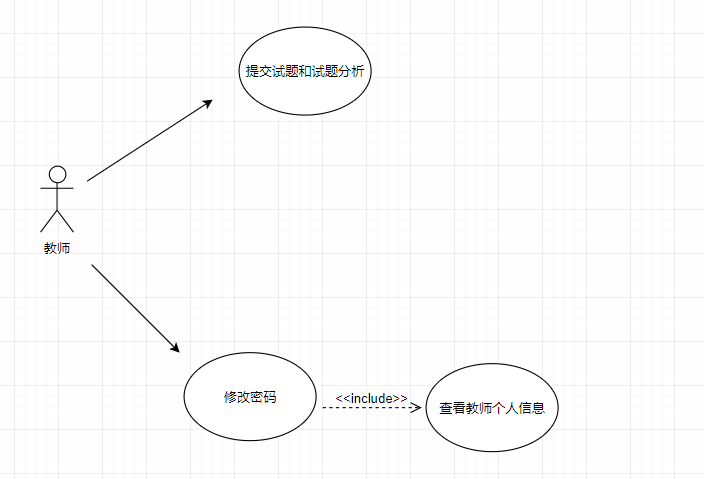 提交试题和试题分析
教师
修改密码
<<include>>
查看教师个人信息